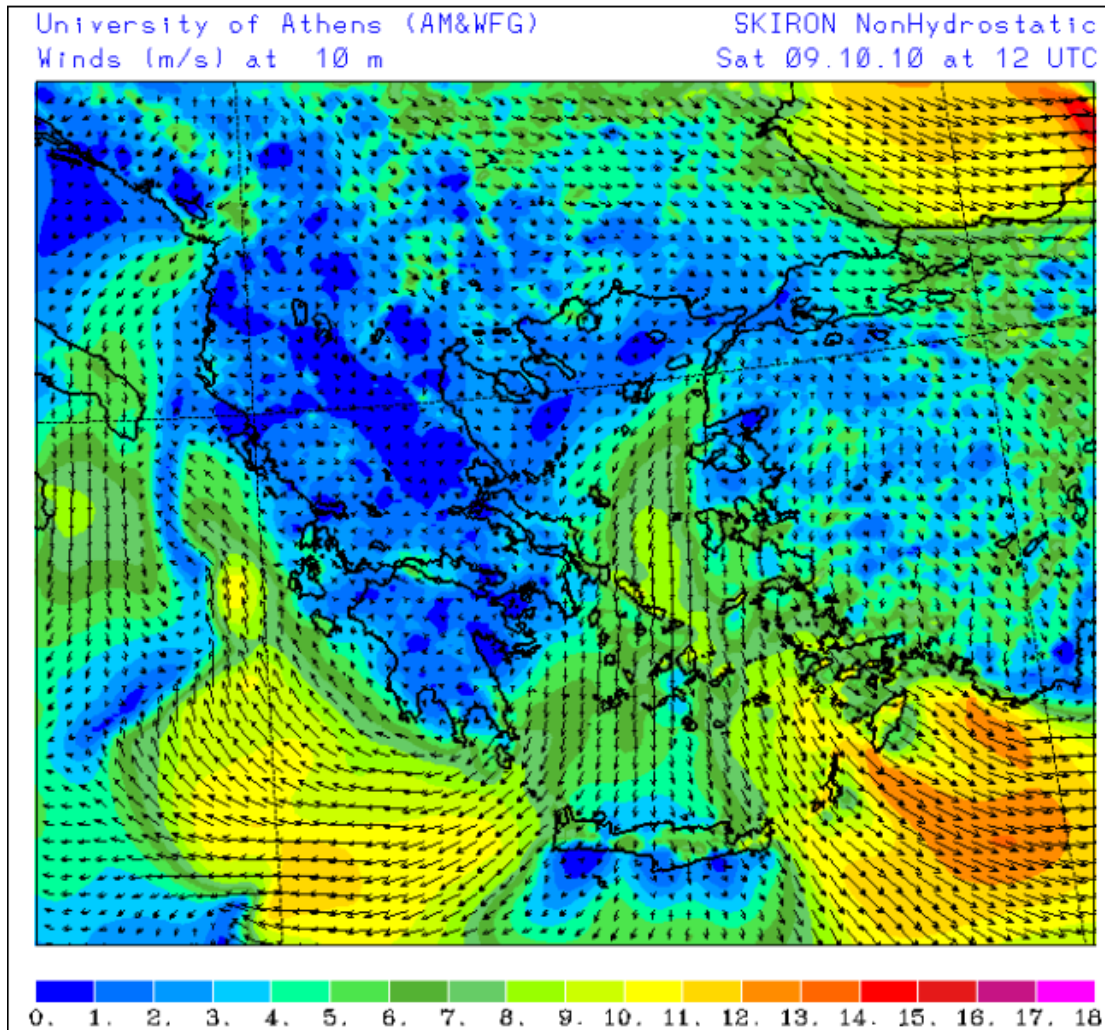 University of Athens (AM&WFG) SKIRON NonHydrostatic
Winds (m/s) at 10 m Sat 09.10.10 at 12 UTC
0. 1. 2. 3. 4. 5. 6. 7. 8. 9. 10. 11. 12. 13. 14. 15. 16. 17. 18